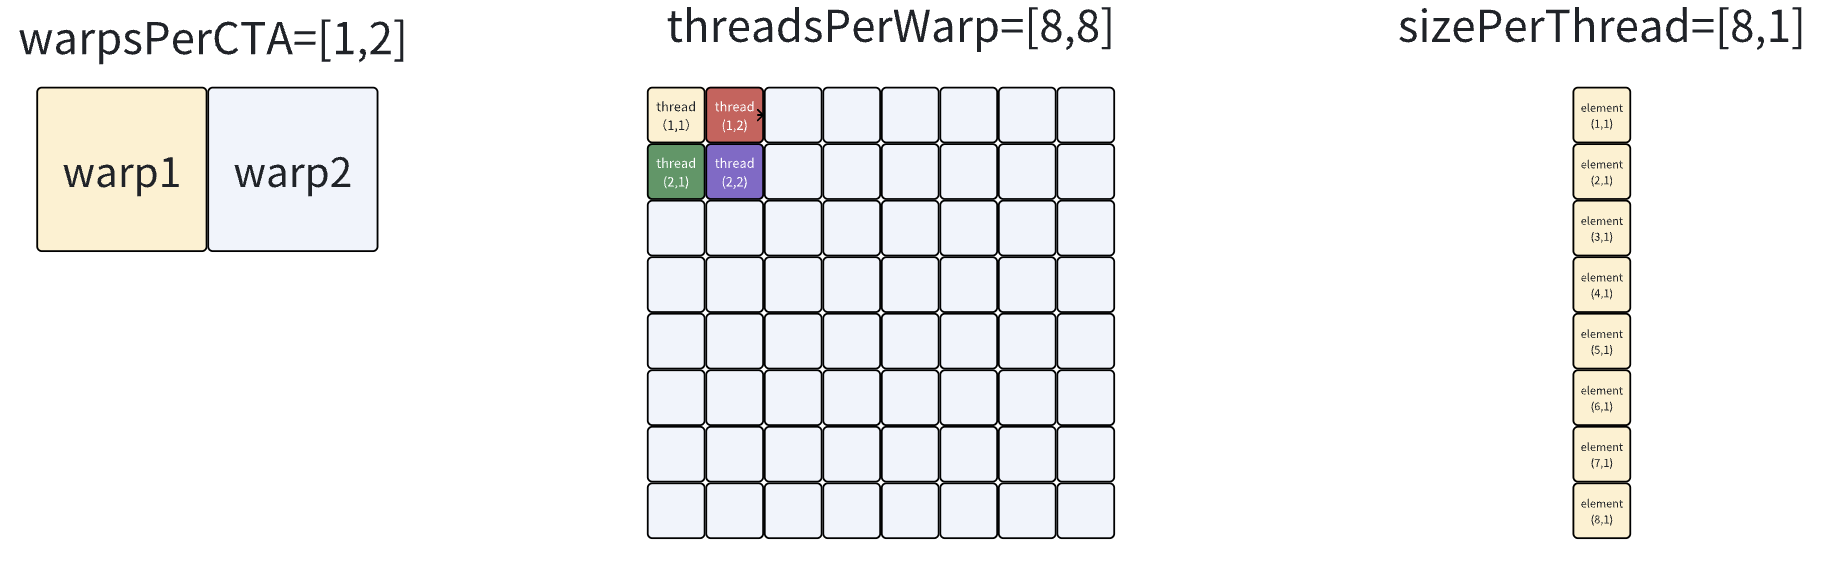 warpsPerCTA=[1,2]
warp1
warp2
threadsPerWarp=[8,8]
thread
(1,1)
thread
(1,2)
thread
(2,1)
thread
(2,2)
sizePerThread=[8,1]
element
(1,1)
element
(2,1)
element
(3,1)
element
(4,1)
element
(5,1)
element
(6,1)
element
(7,1)
element
(8,1)